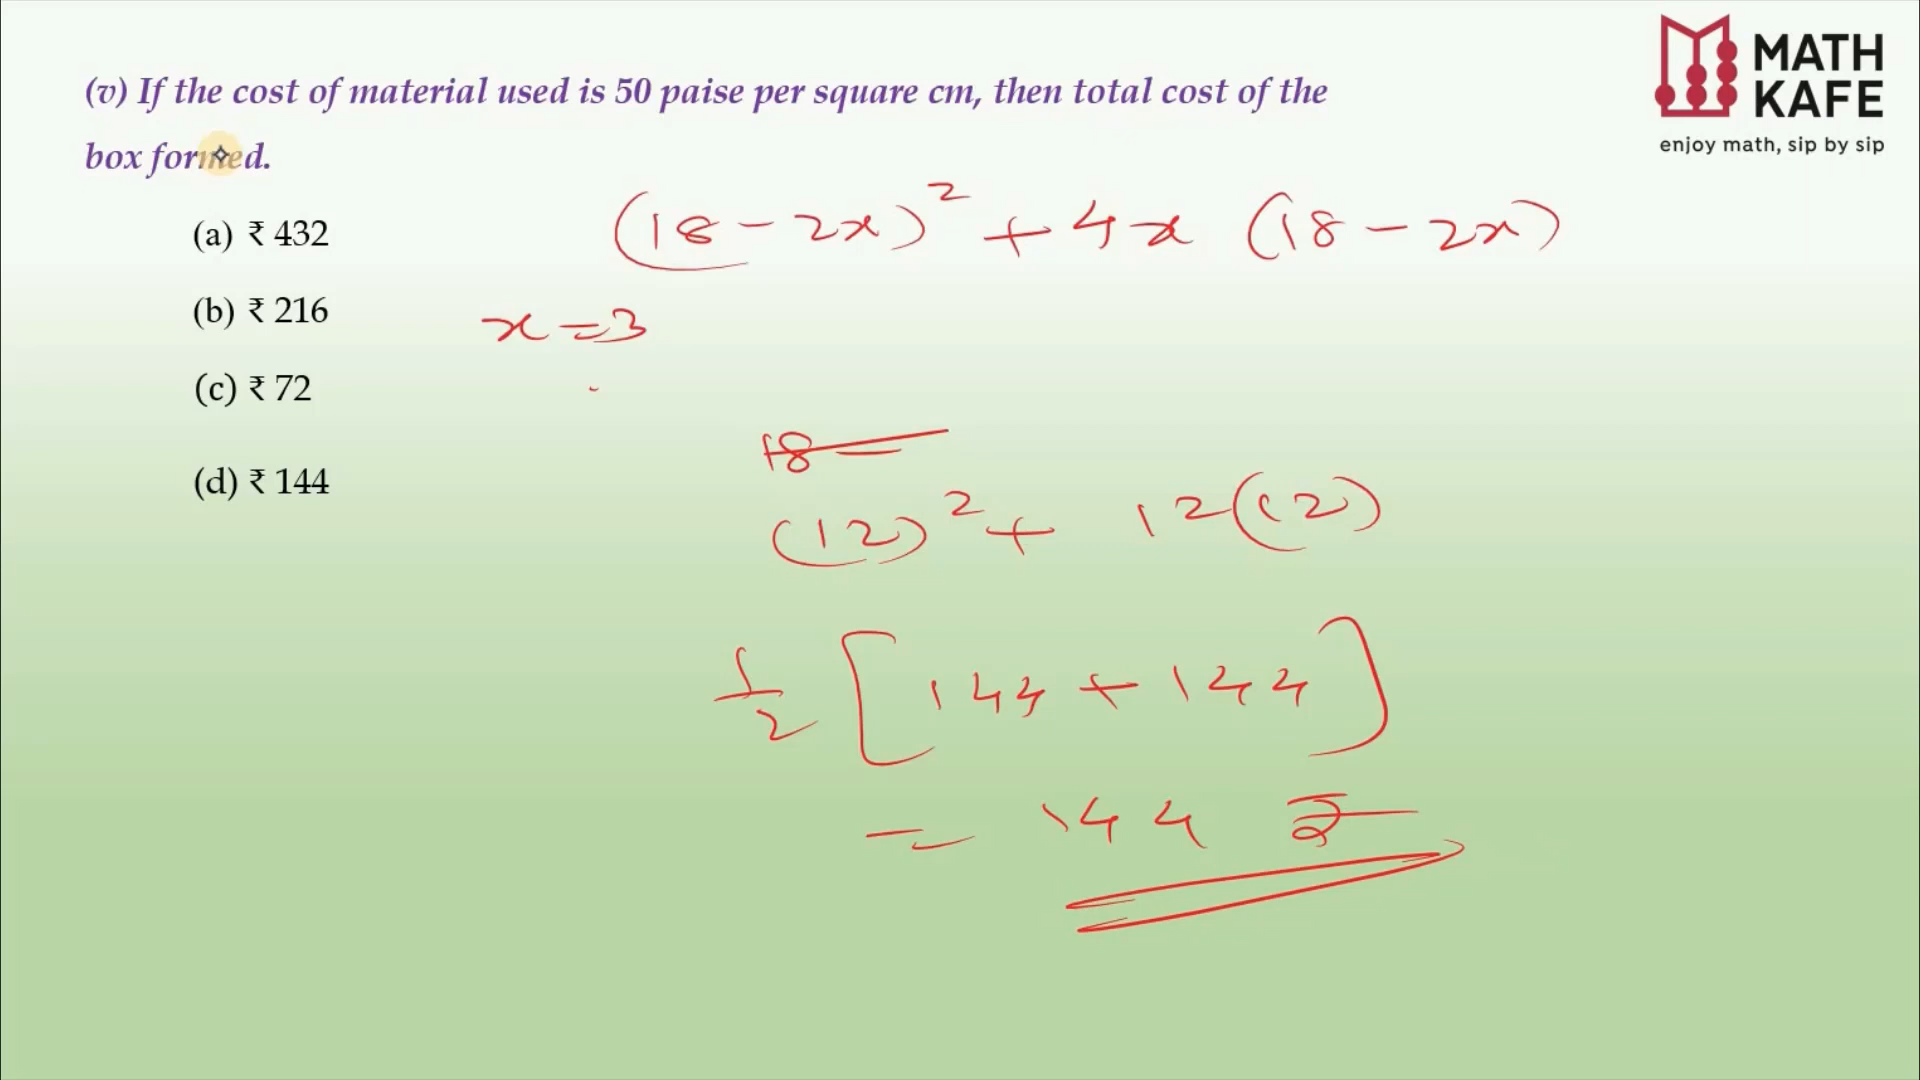 MATH
KAFE
enjoy math, sip by sip
(v) If the cost of material used is 50 paise per square cm, then total cost of the
box formed.
(a) ₹ 432
(b) ₹ 216
(c) ₹ 72
(d) ₹ 144
(18 - 2x)² + 4x (18 - 2x)
x = 3
18 -
(12)² + 12(12)
1/2 [144 + 144]
= 144 ₹